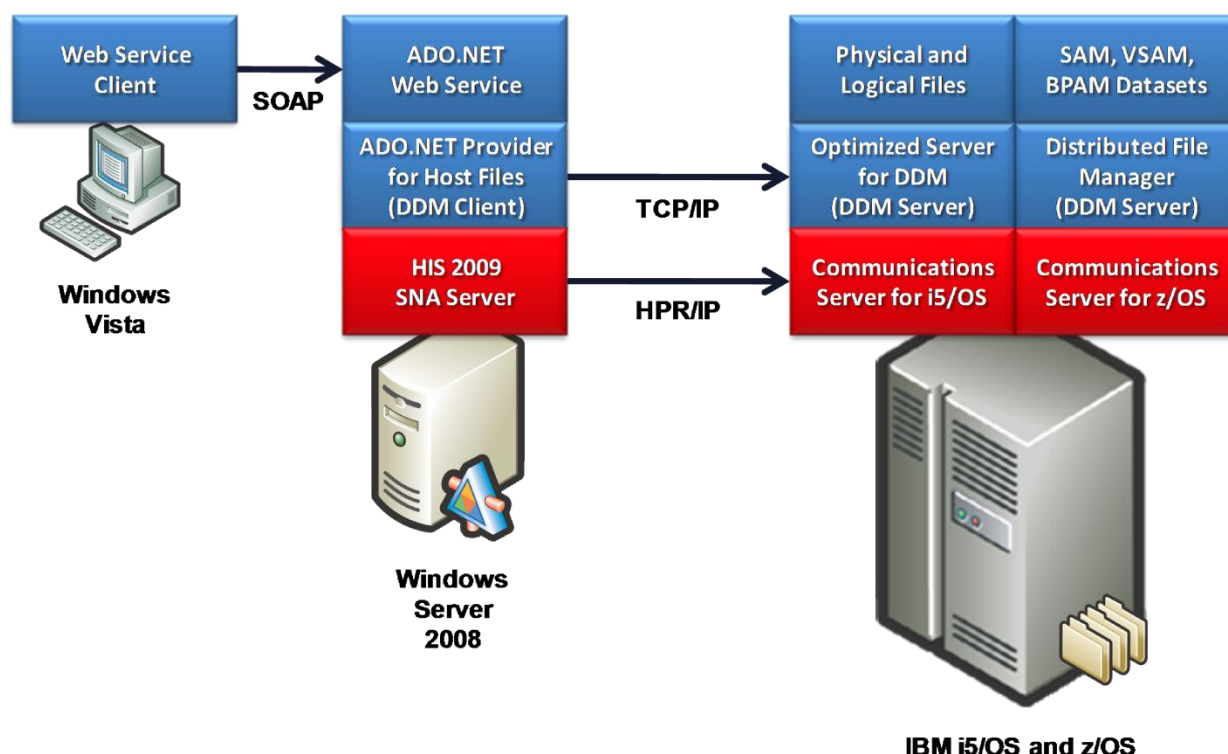 Web Service
Client
SOAP
ADO.NET
Web Service
ADO.NET Provider
for Host Files
(DDM Client)
HIS 2009
SNA Server
TCP/IP
HPR/IP
Physical and
Logical Files
SAM, VSAM,
BPAM Datasets
Optimized Server
for DDM
(DDM Server)
Distributed File
Manager
(DDM Server)
Communications
Server for i5/OS
Communications
Server for z/OS
Windows
Vista
Windows
Server
2008
IBM i5/OS and z/OS